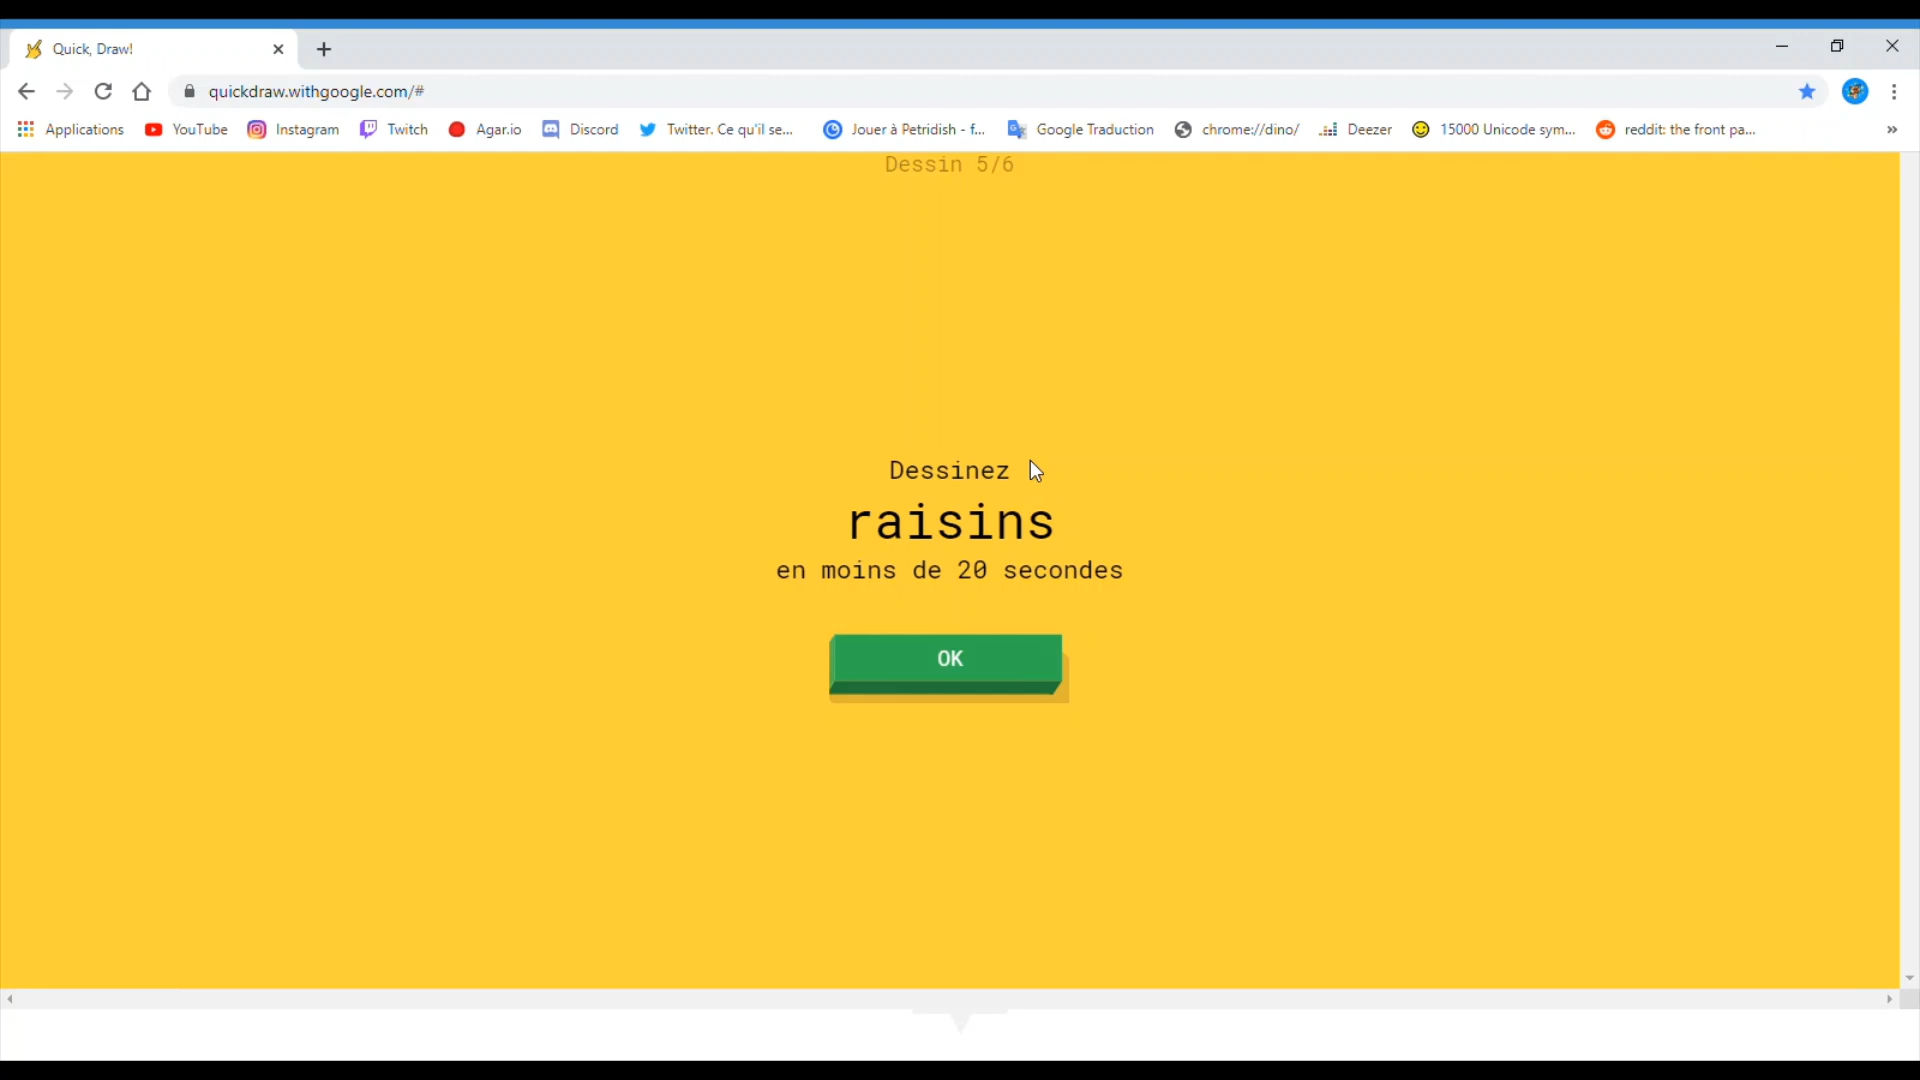 Quick, Draw!
quickdraw.withgoogle.com/#
Applications YouTube Instagram Twitch Agar.io Discord Twitter. Ce qu'il se... Jouer à Petridish - f... Google Traduction chrome://dino/ Deezer 15000 Unicode sym... reddit: the front pa... »
Dessin 5/6
Dessinez
raisins
en moins de 20 secondes
OK